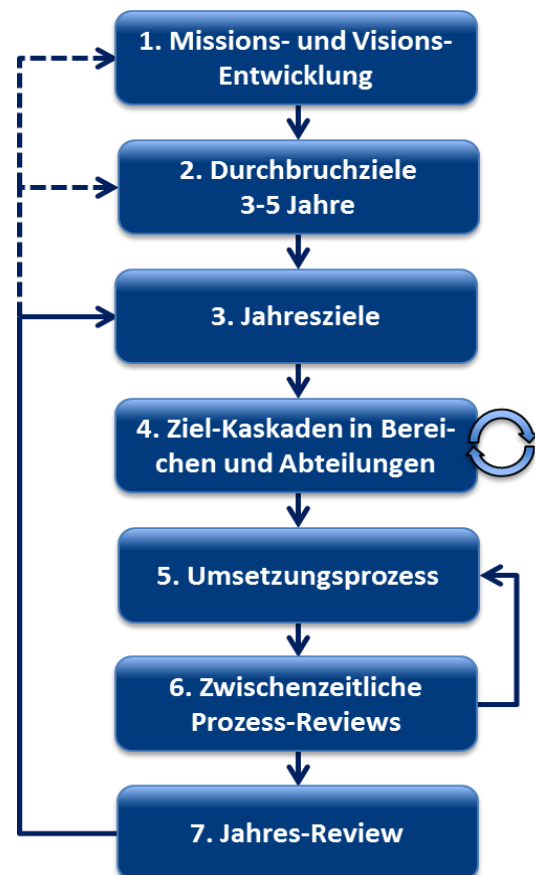 1. Missions- und Visions-
Entwicklung
2. Durchbruchziele
3-5 Jahre
3. Jahresziele
4. Ziel-Kaskaden in Berei-
chen und Abteilungen
5. Umsetzungsprozess
6. Zwischenzeitliche
Prozess-Reviews
7. Jahres-Review